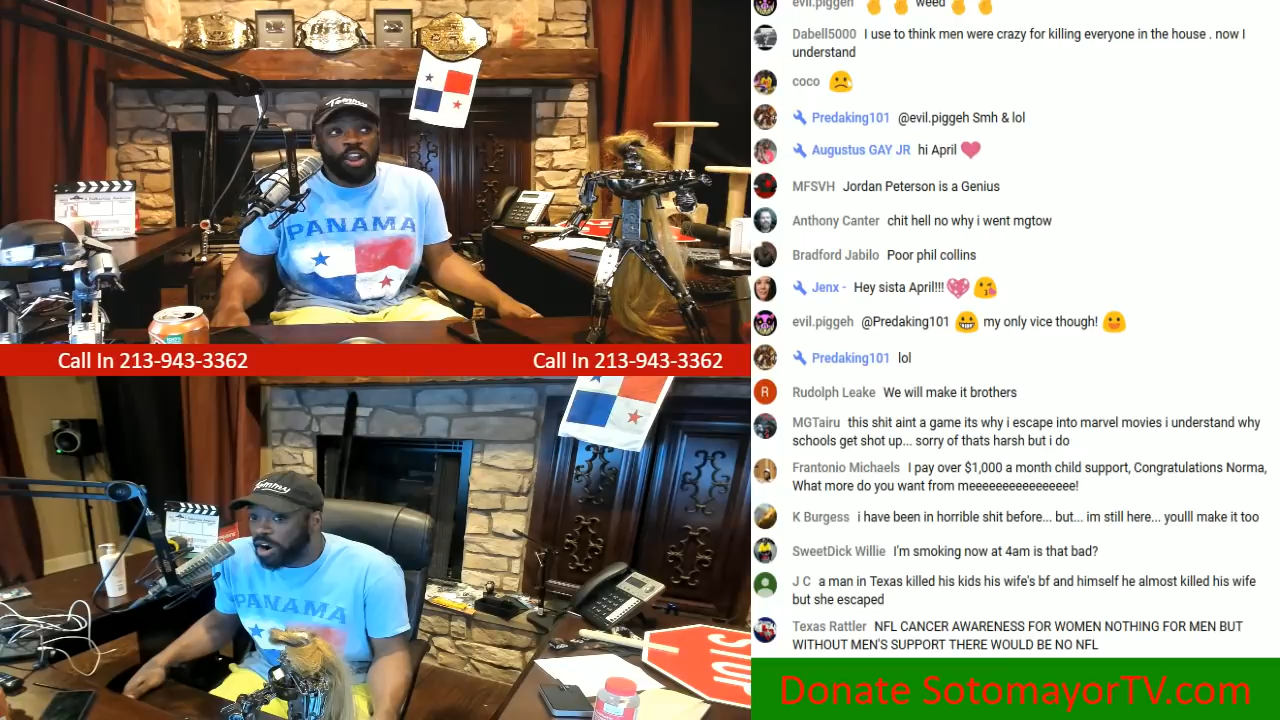 Tommy
PANAMA
Call In 213-943-3362
Call In 213-943-3362
Tommy
PANAMA
STOP
evil.piggeh weed
Dabell5000 I use to think men were crazy for killing everyone in the house . now I
understand
coco
Predaking101 @evil.piggeh Smh & lol
Augustus GAY JR hi April
MFSVH Jordan Peterson is a Genius
Anthony Canter chit hell no why i went mgtow
Bradford Jabilo Poor phil collins
Jenx - Hey sista April!!!
evil.piggeh @Predaking101 my only vice though!
Predaking101 lol
R Rudolph Leake We will make it brothers
MGTairu this shit aint a game its why i escape into marvel movies i understand why
schools get shot up... sorry of thats harsh but i do
Frantonio Michaels I pay over $1,000 a month child support, Congratulations Norma,
What more do you want from meeeeeeeeeeeeeee!
K Burgess i have been in horrible shit before... but... im still here... youlll make it too
SweetDick Willie I'm smoking now at 4am is that bad?
J C a man in Texas killed his kids his wife's bf and himself he almost killed his wife
but she escaped
Texas Rattler NFL CANCER AWARENESS FOR WOMEN NOTHING FOR MEN BUT
WITHOUT MEN'S SUPPORT THERE WOULD BE NO NFL
Donate SotomayorTV.com